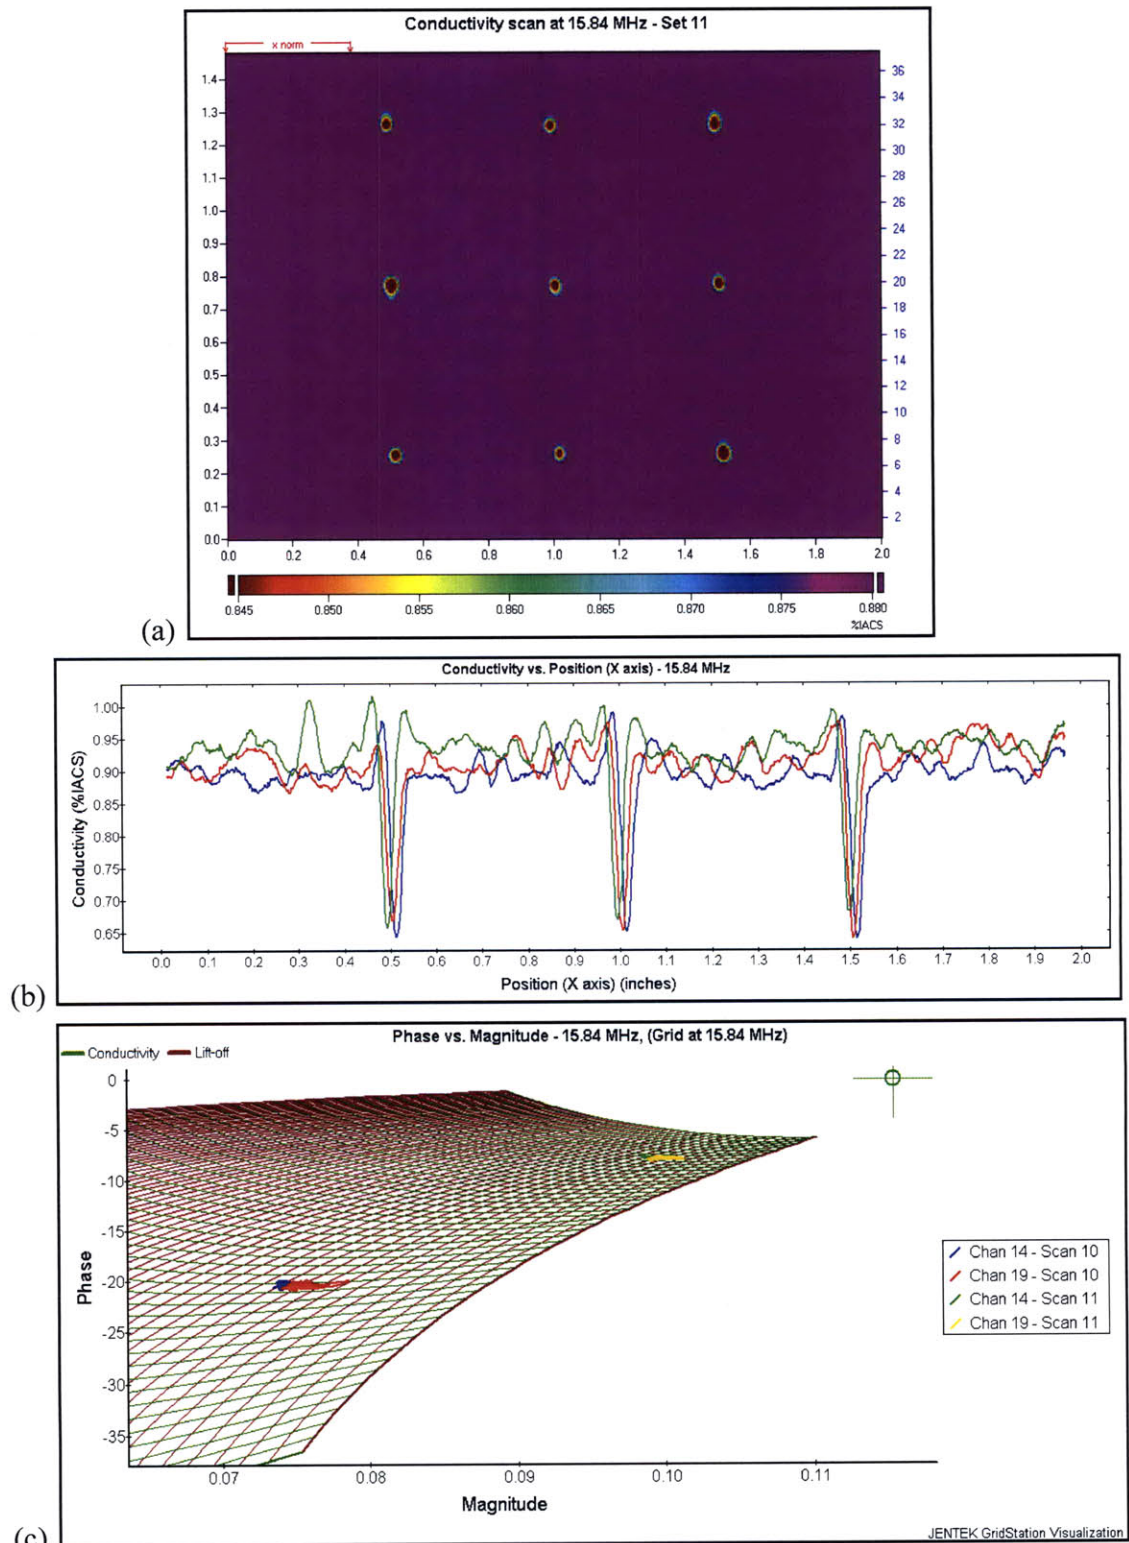 Conductivity scan at 15.84 MHz - Set 11
x norm
1.4
1.3
1.2
1.1
1.0
0.9
0.8
0.7
0.6
0.5
0.4
0.3
0.2
0.1
0.0
36
34
32
30
28
26
24
22
20
18
16
14
12
10
8
6
4
2
0.0 0.2 0.4 0.6 0.8 1.0 1.2 1.4 1.6 1.8 2.0
0.845 0.850 0.855 0.860 0.865 0.870 0.875 0.880
%IACS
(a)
Conductivity vs. Position (X axis) - 15.84 MHz
Conductivity (%IACS)
1.00
0.95
0.90
0.85
0.80
0.75
0.70
0.65
0.0 0.1 0.2 0.3 0.4 0.5 0.6 0.7 0.8 0.9 1.0 1.1 1.2 1.3 1.4 1.5 1.6 1.7 1.8 1.9 2.0
Position (X axis) (inches)
(b)
Phase vs. Magnitude - 15.84 MHz, (Grid at 15.84 MHz)
Conductivity Lift-off
Phase
0
-5
-10
-15
-20
-25
-30
-35
Chan 14 - Scan 10
Chan 19 - Scan 10
Chan 14 - Scan 11
Chan 19 - Scan 11
0.07 0.08 0.09 0.10 0.11
Magnitude
JENTEK GridStation Visualization
(c)